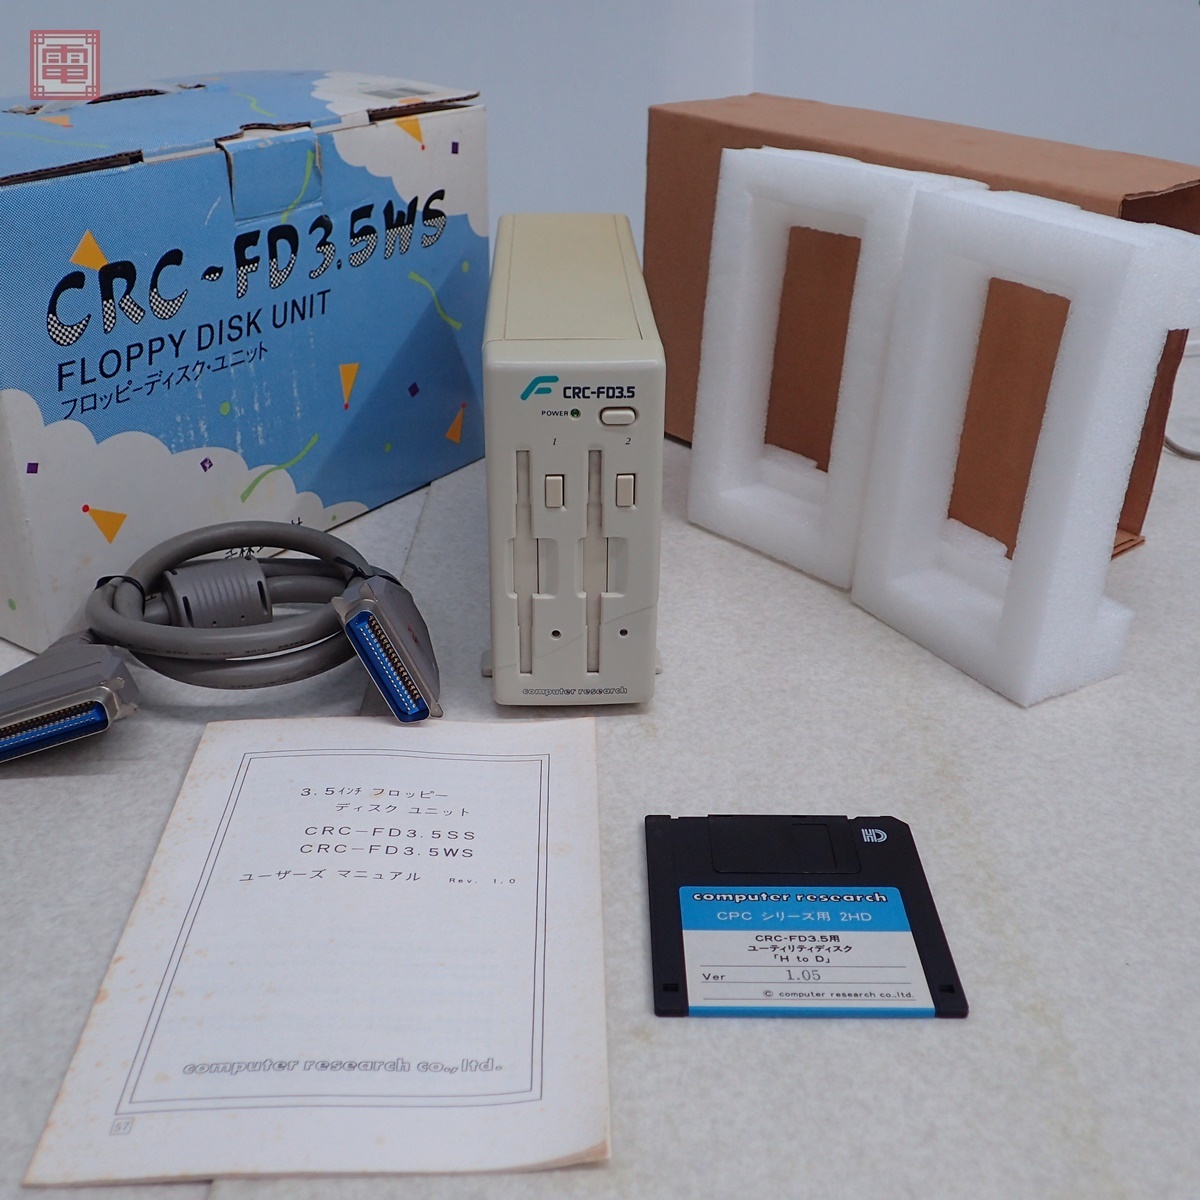 電
CRC-FD3.5WS
FLOPPY DISK UNIT
フロッピーディスク・ユニット
CRC-FD3.5
POWER
1 2
computer research
3.5インチ フロッピー
ディスク ユニット
CRC-FD3.5SS
CRC-FD3.5WS
ユーザーズ マニュアル Rev. 1.0
computer research co.,ltd.
57
HD
computer research
CPC シリーズ用 2HD
CRC-FD3.5用
ユーティリティディスク
「H to D」
Ver 1.05
© computer research co.,ltd.